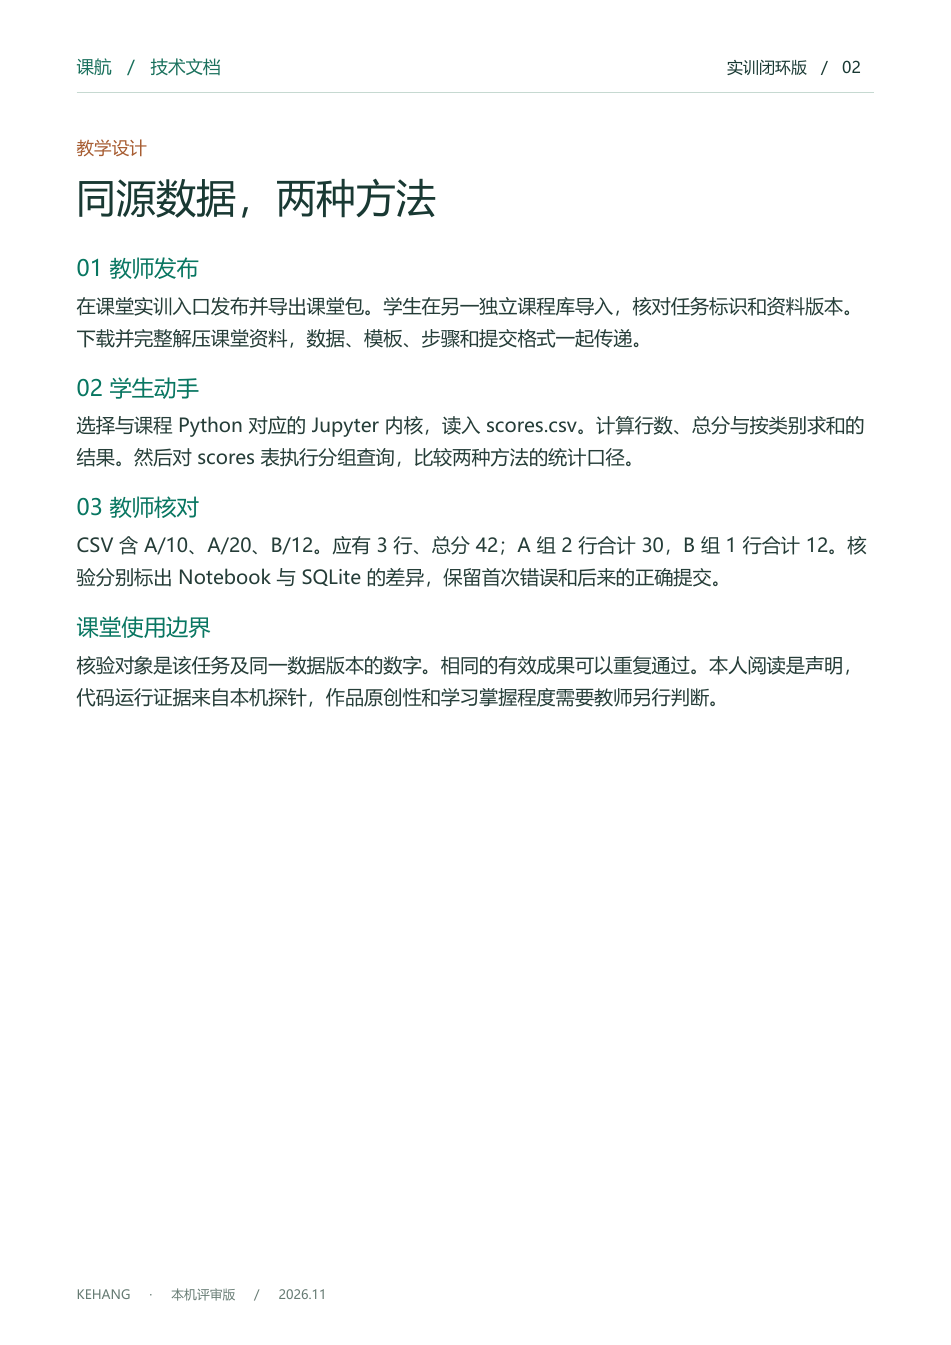 课航 / 技术文档
实训闭环版 / 02
教学设计
同源数据，两种方法
01 教师发布
在课堂实训入口发布并导出课堂包。学生在另一独立课程库导入，核对任务标识和资料版本。
下载并完整解压课堂资料，数据、模板、步骤和提交格式一起传递。
02 学生动手
选择与课程 Python 对应的 Jupyter 内核，读入 scores.csv。计算行数、总分与按类别求和的
结果。然后对 scores 表执行分组查询，比较两种方法的统计口径。
03 教师核对
CSV 含 A/10、A/20、B/12。应有 3 行、总分 42；A 组 2 行合计 30，B 组 1 行合计 12。核
验分别标出 Notebook 与 SQLite 的差异，保留首次错误和后来的正确提交。
课堂使用边界
核验对象是该任务及同一数据版本的数字。相同的有效成果可以重复通过。本人阅读是声明，
代码运行证据来自本机探针，作品原创性和学习掌握程度需要教师另行判断。
KEHANG · 本机评审版 / 2026.11